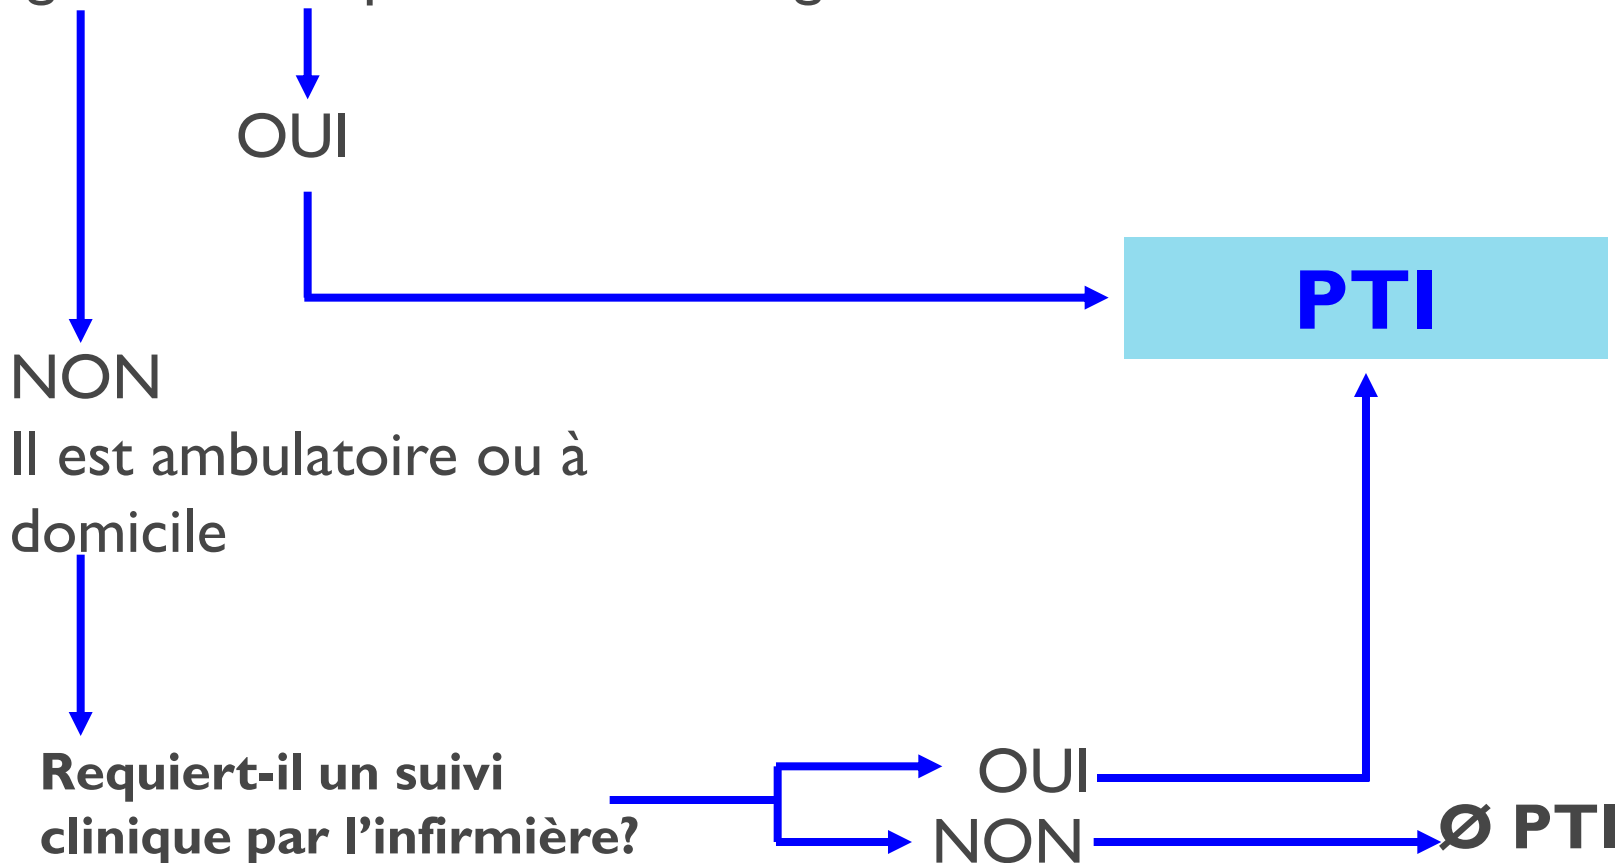 OUI
PTI
NON
Il est ambulatoire ou à
domicile
Requiert-il un suivi
clinique par l’infirmière?
OUI
NON
Ø PTI